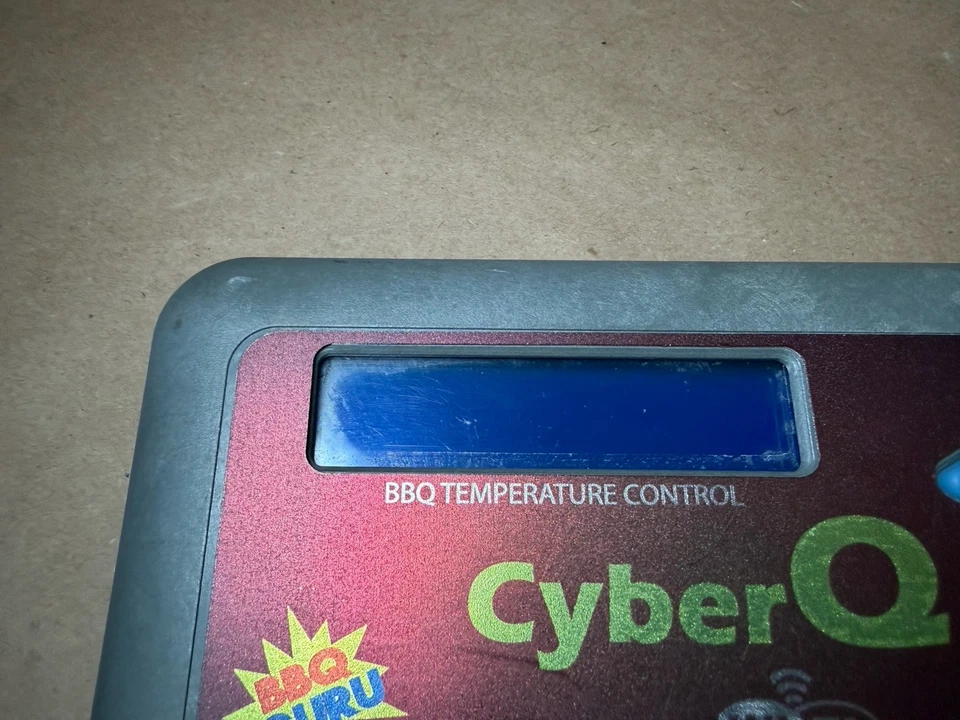 BBQ TEMPERATURE CONTROL
CyberQ
BBQ
GURU